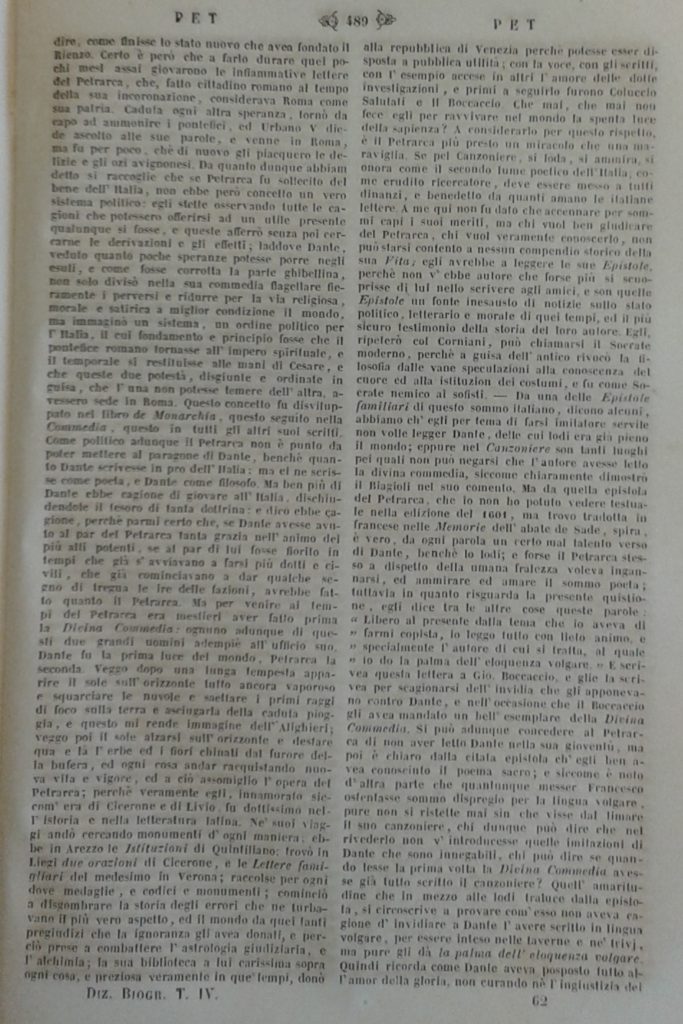 PET
489
PET
dire, come finisse lo stato nuovo che avea fondato il
Rienzo. Certo è però che a farlo durare quel po-
chi mesi assai giovarono le infiammative lettere
del Petrarca, che, fatto cittadino romano al tempo
della sua incoronazione, considerava Roma come
sua patria. Caduta ogni altra speranza, tornò da
capo ad ammonire i pontefici, ed Urbano V die-
de ascolto alle sue parole, e venne in Roma,
ma fu per poco, chè di nuovo gli piacquero le de-
lizie e gli ozi avignonesi. Da quanto dunque abbiam
detto si raccoglie che se Petrarca fu sollecito del
bene dell' Italia, non ebbe però concetto un vero
sistema politico: egli stette osservando tutte le ca-
gioni che potessero offerirsi ad un utile presente
qualunque si fosse, e queste afferrò senza poi cer-
carne le derivazioni e gli effetti; laddove Dante,
veduto quanto poche speranze potesse porre negli
esuli, e come fosse corrotta la parte ghibellina,
non solo divisò nella sua commedia flagellare fie-
ramente i perversi e ridurre per la via religiosa,
morale e satirica a miglior condizione il mondo,
ma immaginò un sistema, un ordine politico per
l' Italia, il cui fondamento e principio fosse che il
pontefice romano tornasse all' impero spirituale, e
il temporale si restituisse alle mani di Cesare, e
che queste due potestà, disgiunte e ordinate in
guisa, che l' una non potesse temere dell' altra, a-
vessero sede in Roma. Questo concetto fu disvilup-
pato nel libro de Monarchia, questo seguito nella
Commedia, questo in tutti gli altri suoi scritti.
Come politico adunque il Petrarca non è punto da
poter mettere al paragone di Dante, benchè quan-
to Dante scrivesse in pro dell' Italia: ma ei ne scris-
se come poeta, e Dante come filosofo. Ma ben più di
Dante ebbe cagione di giovare all' Italia, dischiu-
dendole il tesoro di tanta dottrina: e dico ebbe ca-
gione, perchè parmi certo che, se Dante avesse avu-
to al par del Petrarca tanta grazia nell' animo dei
più alti potenti, se al par di lui fosse fiorito in
tempi che già s' avviavano a farsi più dotti e ci-
vili, che già cominciavano a dar qualche se-
gno di tregua le ire delle fazioni, avrebbe fat-
to quanto il Petrarca. Ma per venire ai tem-
pi del Petrarca era mestieri aver fatto prima
la Divina Commedia: ognuno adunque di que-
sti due grandi uomini adempiè all' ufficio suo.
Dante fu la prima luce del mondo, Petrarca la
seconda. Veggo dopo una lunga tempesta appa-
rire il sole sull' orizzonte tutto ancora vaporoso
e squarciare le nuvole e saettare i primi raggi
di foco sulla terra e asciugarla della caduta piog-
gia, e questo mi rende immagine dell' Alighieri;
veggo poi il sole alzarsi sull' orizzonte e destare
qua e là l' erbe ed i fiori chinati dal furore del-
la bufera, ed ogni cosa andar racquistando nuo-
va vita e vigore, ed a ciò assomiglio l' opera del
Petrarca; perchè veramente egli, innamorato sic-
com' era di Cicerone e di Livio, fu dottissimo nel-
l' istoria e nella letteratura latina. Ne' suoi viag-
gi andò cercando monumenti d' ogni maniera; eb-
be in Arezzo le Istituzioni di Quintiliano; trovò in
Liegi due orazioni di Cicerone, e le Lettere fami-
gliari del medesimo in Verona; raccolse per ogni
dove medaglie, e codici e monumenti; cominciò
a disgombrare la storia degli errori che ne turba-
vano il più vero aspetto, ed il mondo da quei tanti
pregiudizi che la ignoranza gli avea donati, e per-
ciò prese a combattere l' astrologia giudiziaria, e
l' alchimia; la sua biblioteca a lui carissima sopra
ogni cosa, e preziosa veramente in que' tempi, donò
alla repubblica di Venezia perchè potesse esser di-
sposta a pubblica utilità; con la voce, con gli scritti,
con l' esempio accese in altri l' amore delle dotte
investigazioni, e primi a seguirlo furono Coluccio
Salutati e il Boccaccio. Che mai, che mai non
fece egli per ravvivare nel mondo la spenta luce
della sapienza? A considerarlo per questo rispetto,
è il Petrarca più presto un miracolo che una ma-
raviglia. Se pel Canzoniere, si loda, si ammira, si
onora come il secondo lume poetico dell' Italia; co-
me erudito ricercatore, deve essere messo a tutti
dinanzi, e benedetto da quanti amano le italiane
lettere. A me qui non fu dato che accennare per som-
mi capi i suoi meriti, ma chi vuol ben giudicare
del Petrarca, chi vuol veramente conoscerlo, non
può starsi contento a nessun compendio storico della
sua Vita; egli avrebbe a leggere le sue Epistole,
perchè non v' ebbe autore che forse più si scuo-
prisse di lui nello scrivere agli amici, e son quelle
Epistole un fonte inesausto di notizie sullo stato
politico, letterario e morale di quei tempi, ed il più
sicuro testimonio della storia del loro autore. Egli,
ripeterò col Corniani, può chiamarsi il Socrate
moderno, perchè a guisa dell' antico rivocò la fi-
losofia dalle vane speculazioni alla conoscenza del
cuore ed alla istituzion dei costumi, e fu come So-
crate nemico ai sofisti. — Da una delle Epistole
familiari di questo sommo italiano, dicono alcuni,
abbiamo ch' egli per tema di farsi imitatore servile
non volle legger Dante, delle cui lodi era già pieno
il mondo; eppure nel Canzoniere son tanti luoghi
pei quali non può negarsi che l' autore avesse letto
la divina commedia, siccome chiaramente dimostrò
il Biagioli nel suo comento. Ma da quella epistola
del Petrarca, che io non ho potuto vedere testua-
le nella edizione del 1601, ma trovo tradotta in
francese nelle Memorie dell' abate de Sade, spira,
è vero, da ogni parola un certo mal talento verso
di Dante, benchè lo lodi; e forse il Petrarca stes-
so a dispetto della umana fralezza voleva ingan-
narsi, ed ammirare ed amare il sommo poeta;
tuttavia in quanto risguarda la presente quistio-
ne, egli dice tra le altre cose queste parole:
« Libero al presente dalla tema che io aveva di
» farmi copista, io leggo tutto con lieto animo, e
» specialmente l' autore di cui si tratta, al quale
» io do la palma dell' eloquenza volgare. » E scri-
vea questa lettera a Gio. Boccaccio, e glie la scri-
vea per scagionarsi dell' invidia che gli apponeva-
no contro Dante, e nell' occasione che il Boccaccio
gli avea mandato un bell' esemplare della Divina
Commedia. Si può adunque concedere al Petrar-
ca di non aver letto Dante nella sua gioventù, ma
poi è chiaro dalla citata epistola ch' egli ben a-
vea conosciuto il poema sacro; e siccome è noto
d' altra parte che quantunque messer Francesco
ostentasse sommo dispregio per la lingua volgare,
pure non si ristette mai sin che visse dal limare
il suo canzoniere, chi dunque può dire che nel
rivederlo non v' introducesse quelle imitazioni di
Dante che sono innegabili, chi può dire se quan-
do lesse la prima volta la Divina Commedia aves-
se già tutto scritto il canzoniere? Quell' amaritu-
dine che in mezzo alle lodi traluce dalla episto-
la, si circoscrive a provare com' esso non aveva ca-
gione d' invidiare a Dante l' avere scritto in lingua
volgare, per essere inteso nelle taverne e ne' trivj,
ma pure gli dà la palma dell' eloquenza volgare.
Quindi ricorda come Dante aveva posposto tutto al-
l' amor della gloria, non curando nè l' ingiustizia dei
DIZ. BIOGR. T. IV.
62